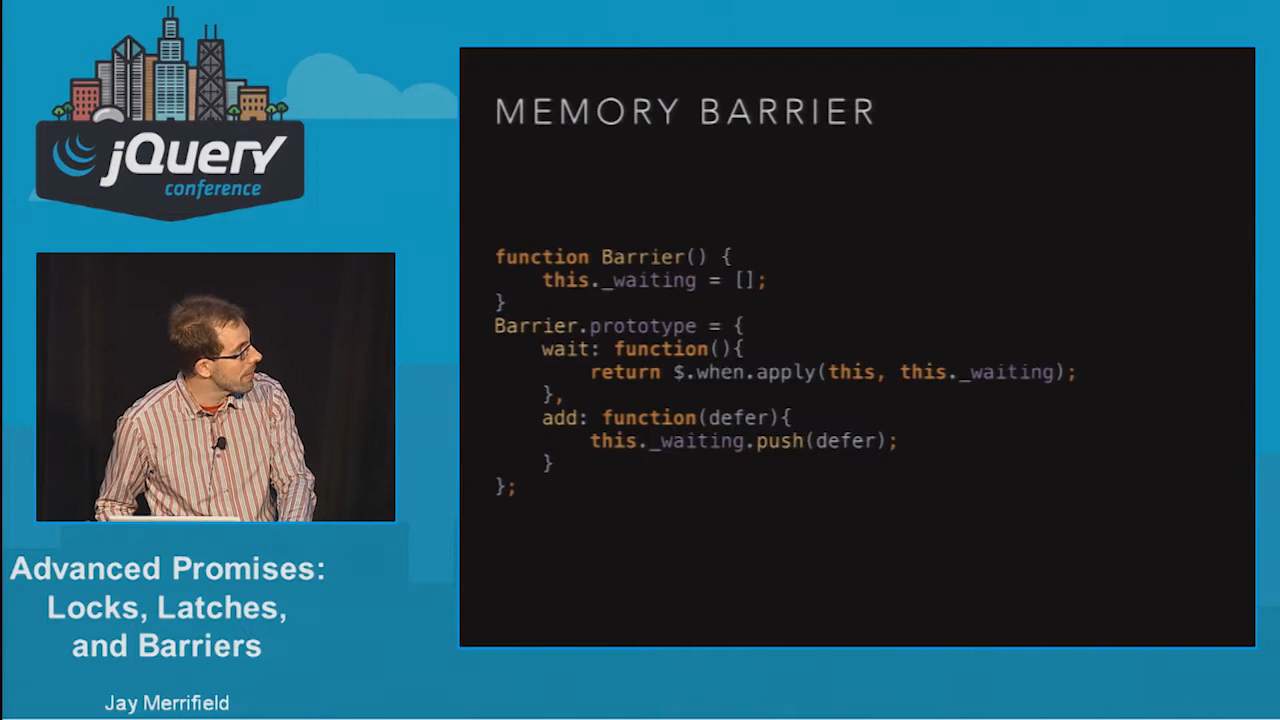 jQuery
conference
Advanced Promises:
Locks, Latches,
and Barriers
Jay Merrifield
MEMORY BARRIER
function Barrier() {
    this._waiting = [];
}
Barrier.prototype = {
    wait: function(){
        return $.when.apply(this, this._waiting);
    },
    add: function(defer){
        this._waiting.push(defer);
    }
};